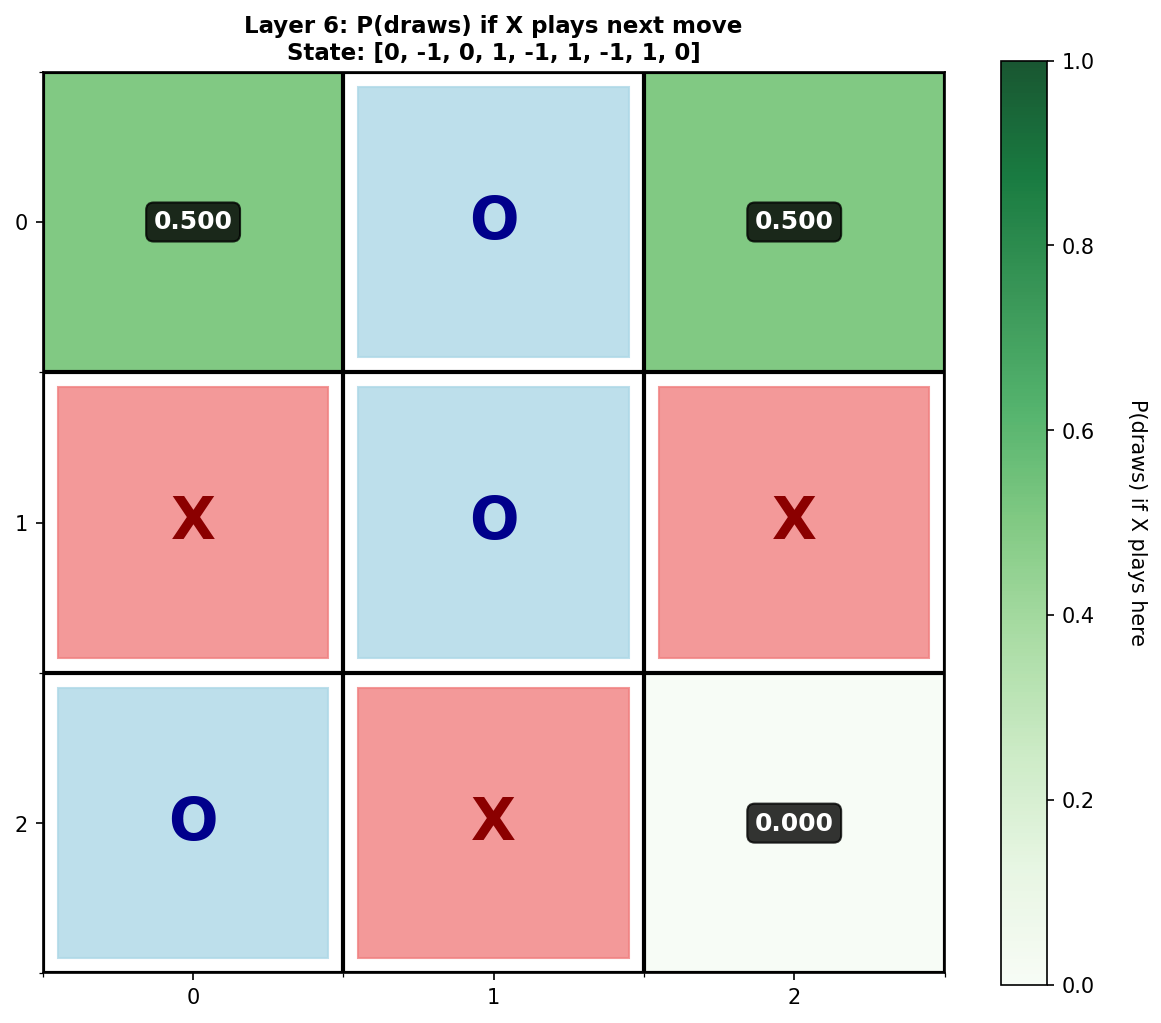 Layer 6: P(draws) if X plays next move
State: [0, -1, 0, 1, -1, 1, -1, 1, 0]
0.500
O
0.500
X
O
X
O
X
0.000
0
1
2
0
1
2
1.0
0.8
0.6
0.4
0.2
0.0
P(draws) if X plays here